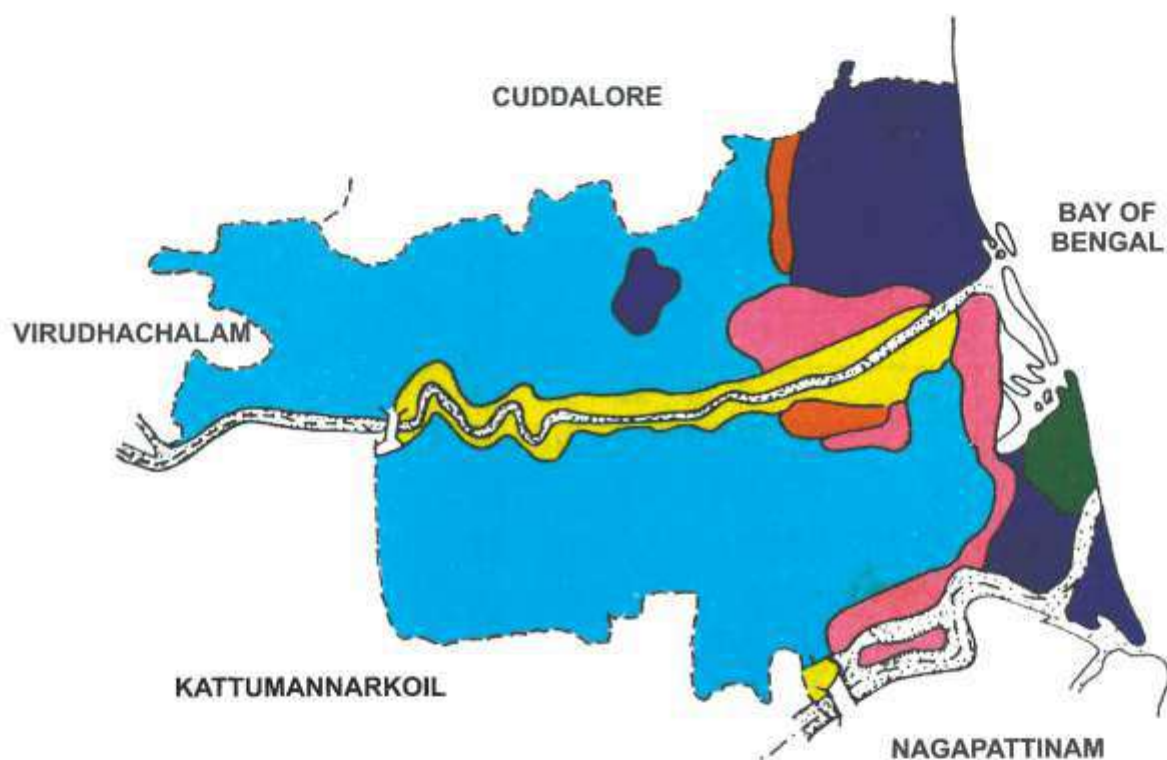 CUDDALORE
BAY OF
BENGAL
VIRUDHACHALAM
KATTUMANNARKOIL
NAGAPATTINAM